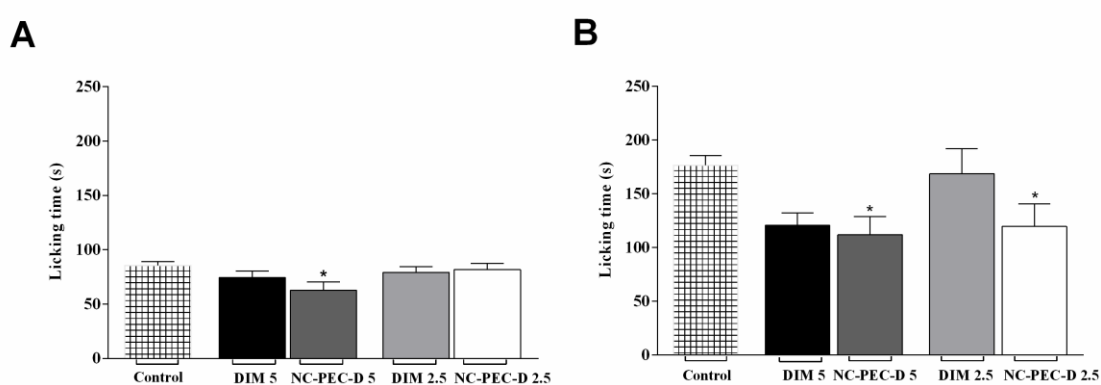 A
Licking time (s)
250
200
150
100
50
0
*
Control DIM 5 NC-PEC-D 5 DIM 2.5 NC-PEC-D 2.5
B
Licking time (s)
250
200
150
100
50
0
* *
Control DIM 5 NC-PEC-D 5 DIM 2.5 NC-PEC-D 2.5